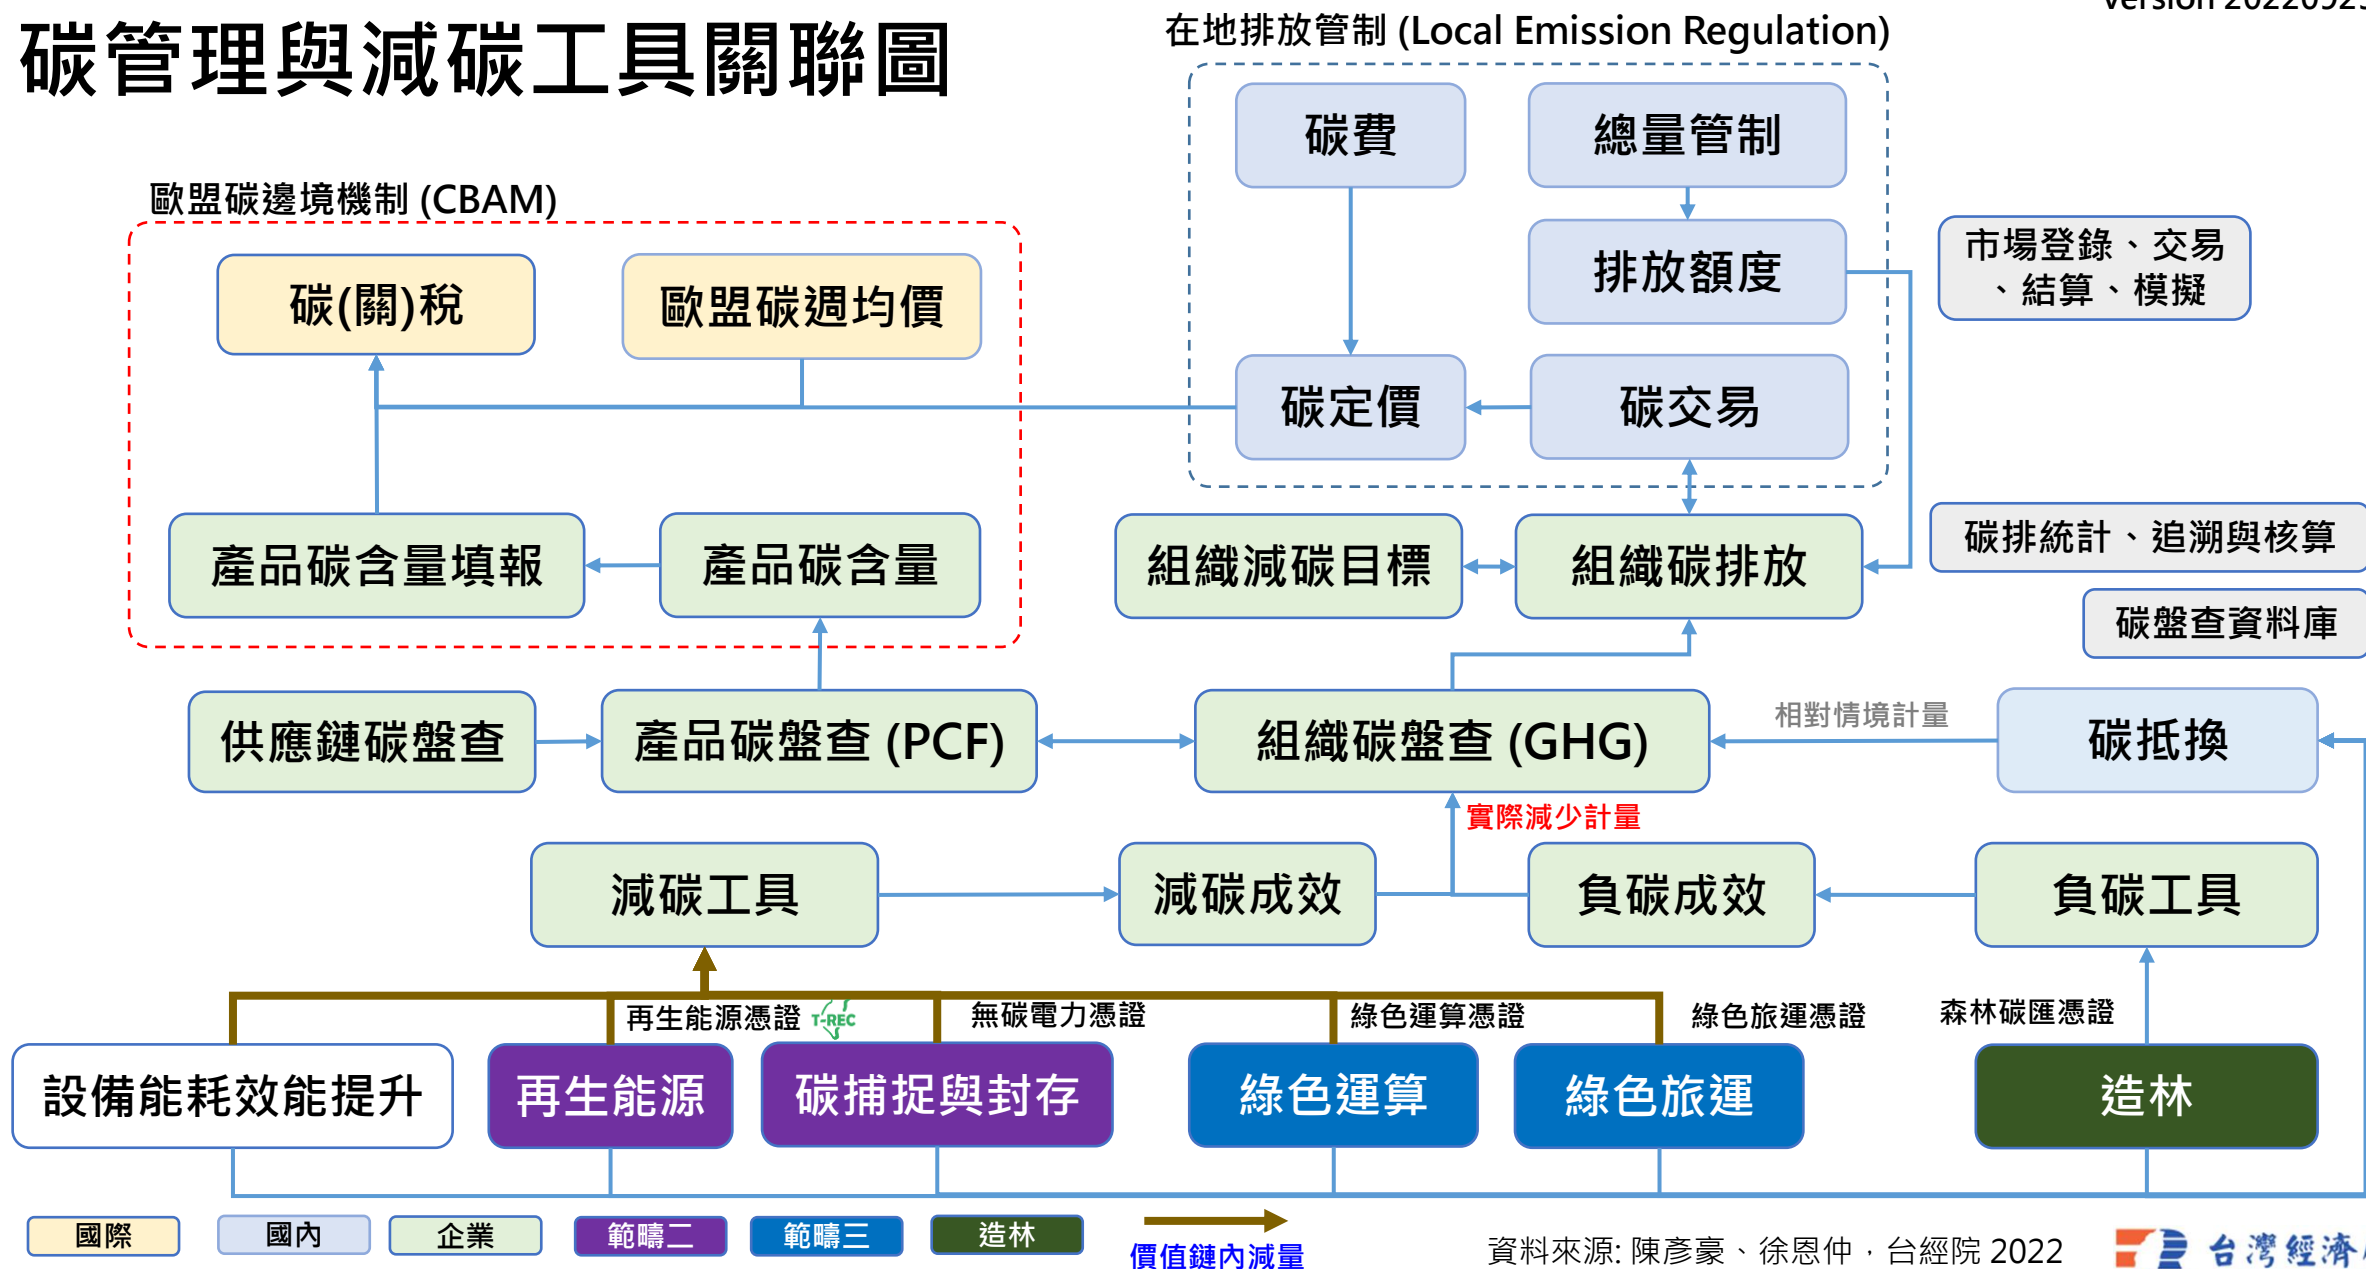 碳管理與減碳工具關聯圖
在地排放管制 (Local Emission Regulation)
碳費
總量管制
歐盟碳邊境機制 (CBAM)
排放額度
市場登錄、交易
、結算、模擬
碳(關)稅
歐盟碳週均價
碳定價
碳交易
產品碳含量填報
產品碳含量
組織減碳目標
組織碳排放
碳排統計、追溯與核算
碳盤查資料庫
供應鏈碳盤查
產品碳盤查 (PCF)
組織碳盤查 (GHG)
相對情境計量
碳抵換
實際減少計量
減碳工具
減碳成效
負碳成效
負碳工具
再生能源憑證
T-REC
無碳電力憑證
綠色運算憑證
綠色旅運憑證
森林碳匯憑證
設備能耗效能提升
再生能源
碳捕捉與封存
綠色運算
綠色旅運
造林
國際
國內
企業
範疇二
範疇三
造林
價值鏈內減量
資料來源: 陳彥豪、徐恩仲，台經院 2022
台灣經濟